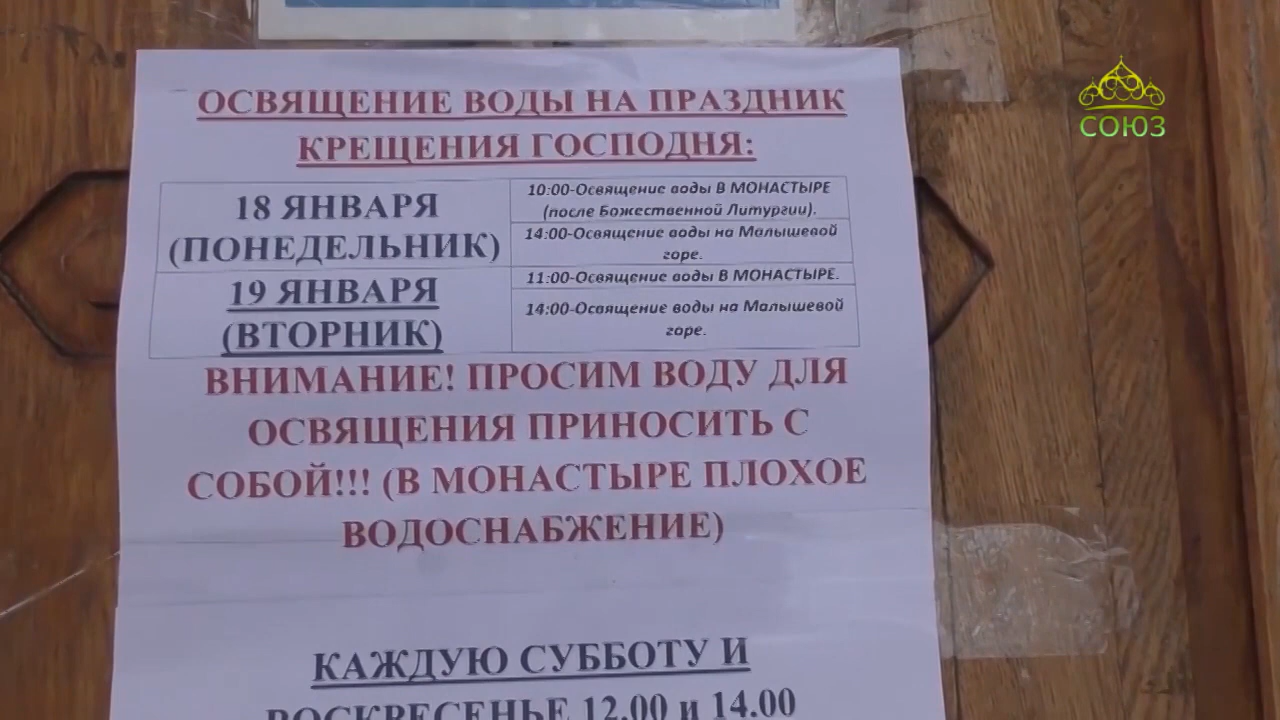 СОЮЗ
ОСВЯЩЕНИЕ ВОДЫ НА ПРАЗДНИК
КРЕЩЕНИЯ ГОСПОДНЯ:
18 ЯНВАРЯ
(ПОНЕДЕЛЬНИК)
10:00-Освящение воды В МОНАСТЫРЕ
(после Божественной Литургии).
14:00-Освящение воды на Малышевой
горе.
19 ЯНВАРЯ
(ВТОРНИК)
11:00-Освящение воды В МОНАСТЫРЕ.
14:00-Освящение воды на Малышевой
горе.
ВНИМАНИЕ! ПРОСИМ ВОДУ ДЛЯ
ОСВЯЩЕНИЯ ПРИНОСИТЬ С
СОБОЙ!!! (В МОНАСТЫРЕ ПЛОХОЕ
ВОДОСНАБЖЕНИЕ)
КАЖДУЮ СУББОТУ И
ВОСКРЕСЕНЬЕ 12.00 и 14.00